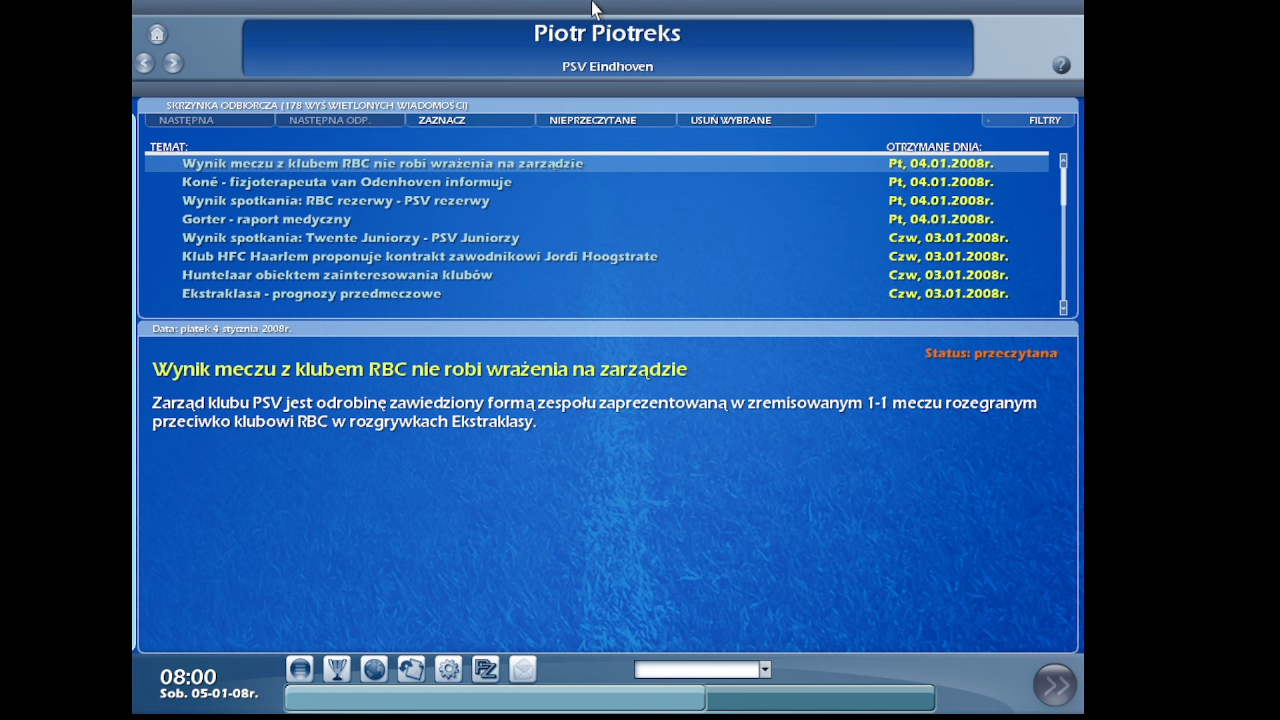 Piotr Piotreks
PSV Eindhoven
?
SKRZYNKA ODBIORCZA (178 WYŚWIETLONYCH WIADOMOŚCI)
NASTĘPNA NASTĘPNA ODP. ZAZNACZ NIEPRZECZYTANE USUŃ WYBRANE FILTRY
TEMAT: OTRZYMANE DNIA:
Wynik meczu z klubem RBC nie robi wrażenia na zarządzie Pt, 04.01.2008r.
Koné - fizjoterapeuta van Odenhoven informuje Pt, 04.01.2008r.
Wynik spotkania: RBC rezerwy - PSV rezerwy Pt, 04.01.2008r.
Gorter - raport medyczny Pt, 04.01.2008r.
Wynik spotkania: Twente Juniorzy - PSV Juniorzy Czw, 03.01.2008r.
Klub HFC Haarlem proponuje kontrakt zawodnikowi Jordi Hoogstrate Czw, 03.01.2008r.
Huntelaar obiektem zainteresowania klubów Czw, 03.01.2008r.
Ekstraklasa - prognozy przedmeczowe Czw, 03.01.2008r.
Data: piątek 4 stycznia 2008r.
Status: przeczytana
Wynik meczu z klubem RBC nie robi wrażenia na zarządzie
Zarząd klubu PSV jest odrobinę zawiedziony formą zespołu zaprezentowaną w zremisowanym 1-1 meczu rozegranym
przeciwko klubowi RBC w rozgrywkach Ekstraklasy.
08:00
Sob. 05-01-08r.
PZ